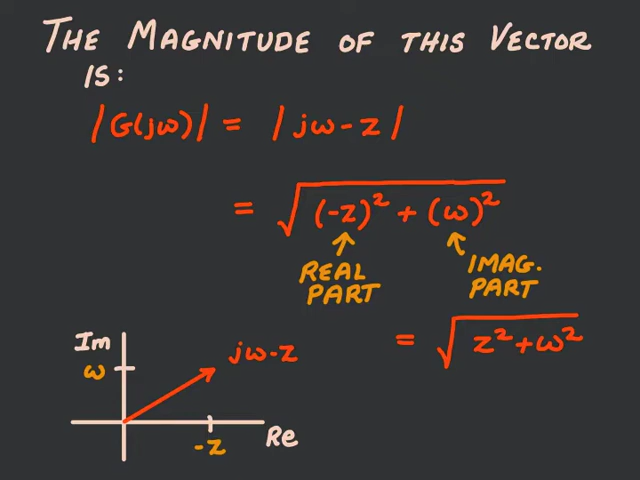 THE MAGNITUDE OF THIS VECTOR
IS:
|G(jω)| = |jω-z|
= √((-z)² + (ω)²)
REAL
PART
IMAG.
PART
= √(z²+ω²)
Im
ω
jω-z
Re
-z